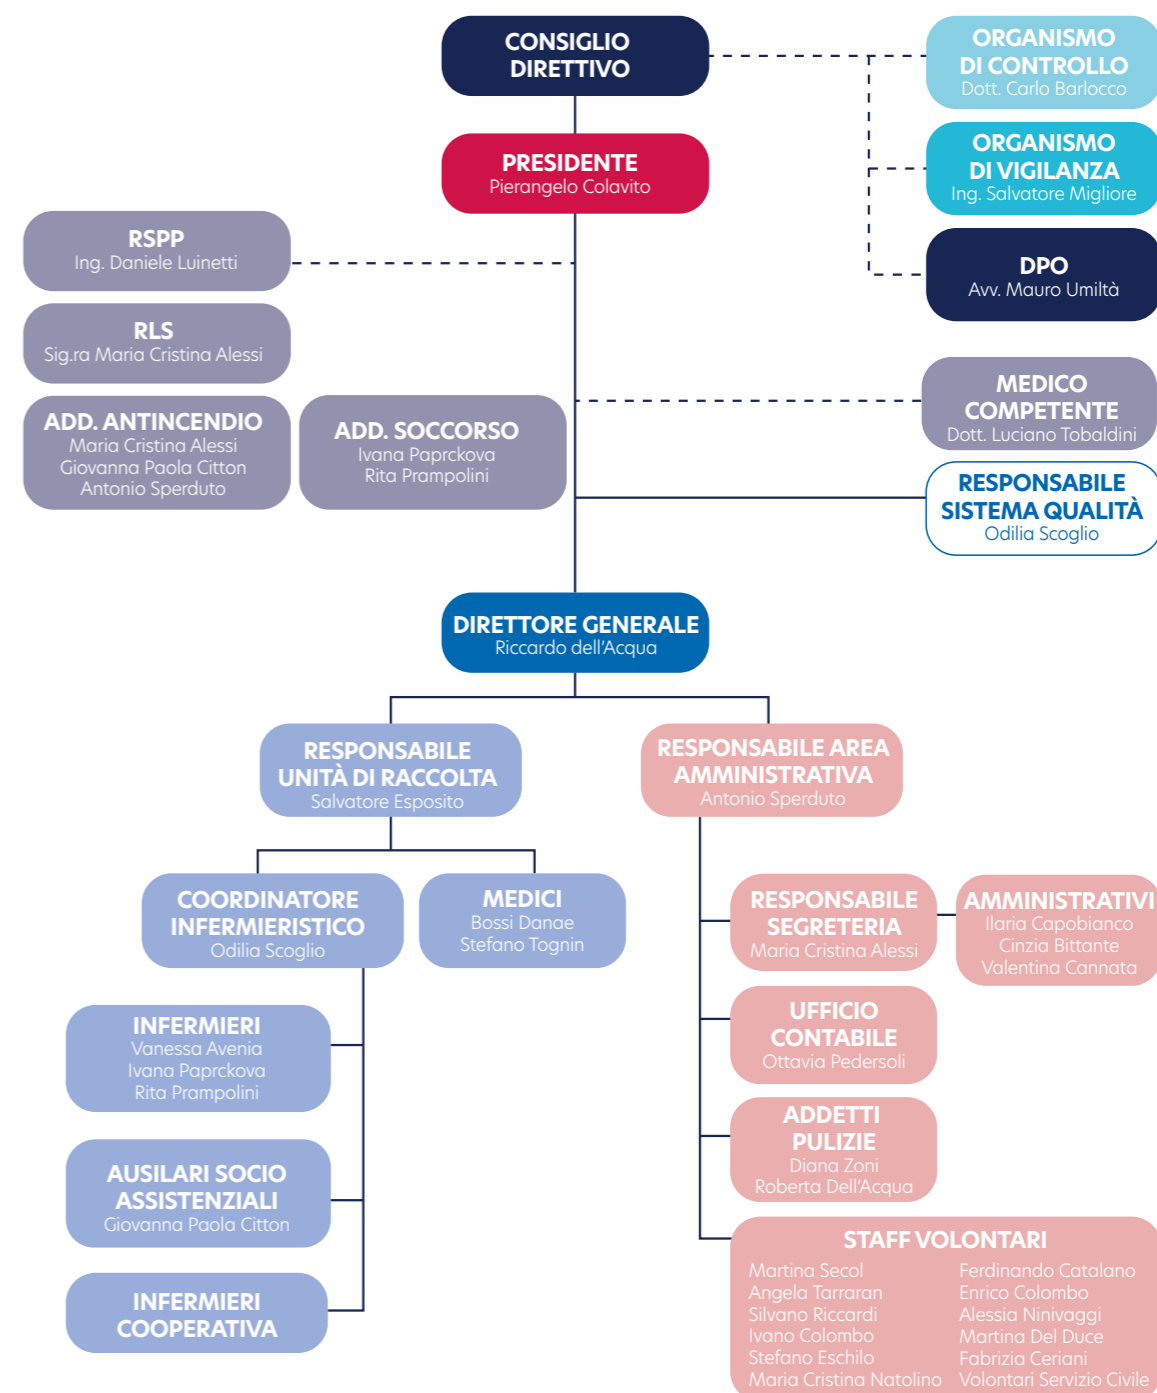 CONSIGLIO
DIRETTIVO
ORGANISMO
DI CONTROLLO
Dott. Carlo Barlocco
PRESIDENTE
Pierangelo Colavito
ORGANISMO
DI VIGILANZA
Ing. Salvatore Migliore
RSPP
Ing. Daniele Luinetti
DPO
Avv. Mauro Umiltà
RLS
Sig.ra Maria Cristina Alessi
MEDICO
COMPETENTE
Dott. Luciano Tobaldini
ADD. ANTINCENDIO
Maria Cristina Alessi
Giovanna Paola Citton
Antonio Sperduto
ADD. SOCCORSO
Ivana Paprckova
Rita Prampolini
RESPONSABILE
SISTEMA QUALITÀ
Odilia Scoglio
DIRETTORE GENERALE
Riccardo dell'Acqua
RESPONSABILE
UNITÀ DI RACCOLTA
Salvatore Esposito
RESPONSABILE AREA
AMMINISTRATIVA
Antonio Sperduto
COORDINATORE
INFERMIERISTICO
Odilia Scoglio
MEDICI
Bossi Danae
Stefano Tognin
RESPONSABILE
SEGRETERIA
Maria Cristina Alessi
AMMINISTRATIVI
Ilaria Capobianco
Cinzia Bittante
Valentina Cannata
INFERMIERI
Vanessa Avenia
Ivana Paprckova
Rita Prampolini
UFFICIO
CONTABILE
Ottavia Pedersoli
AUSILARI SOCIO
ASSISTENZIALI
Giovanna Paola Citton
ADDETTI
PULIZIE
Diana Zoni
Roberta Dell'Acqua
INFERMIERI
COOPERATIVA
STAFF VOLONTARI
Martina Secol
Angela Tarraran
Silvano Riccardi
Ivano Colombo
Stefano Eschilo
Maria Cristina Natolino
Ferdinando Catalano
Enrico Colombo
Alessia Ninivaggi
Martina Del Duce
Fabrizia Ceriani
Volontari Servizio Civile